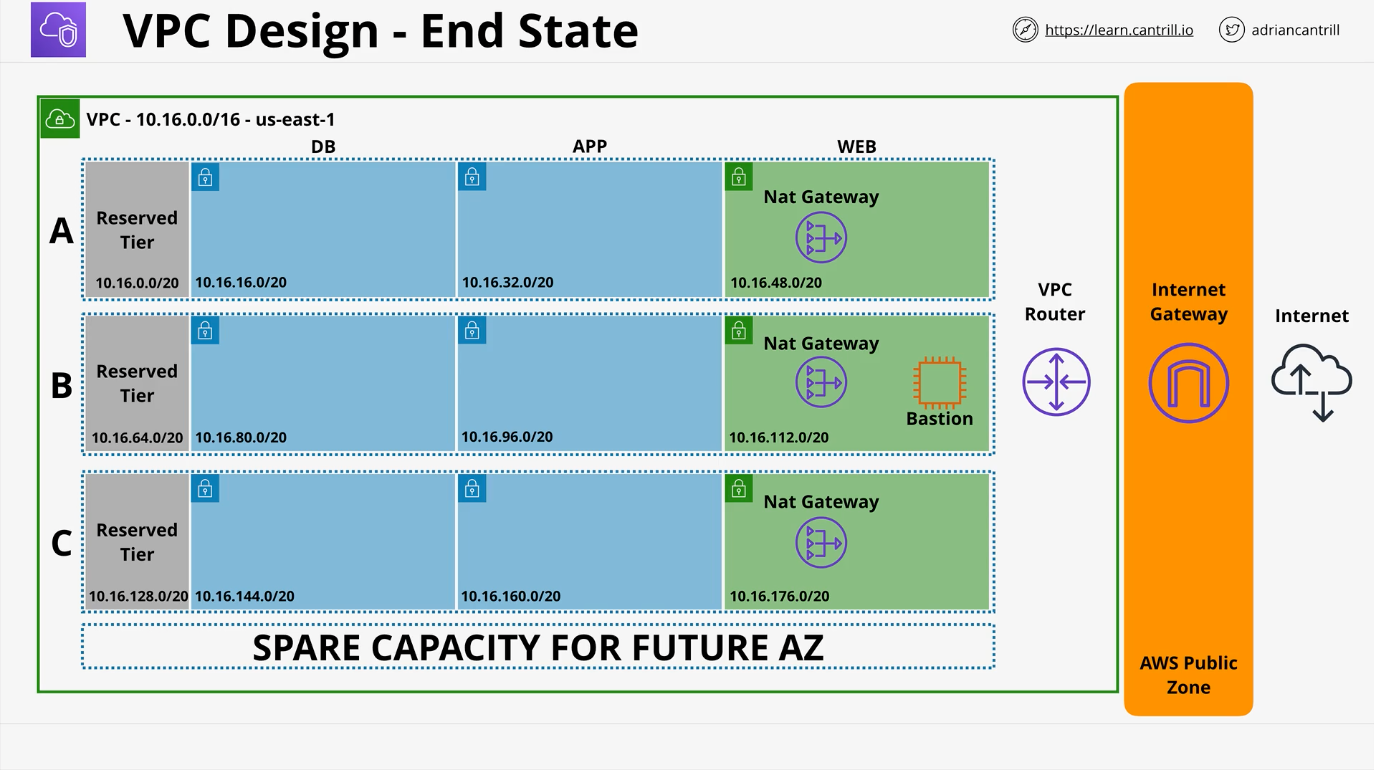 VPC Design - End State
https://learn.cantrill.io
adriancantrill
VPC - 10.16.0.0/16 - us-east-1
DB
APP
WEB
A
Reserved
Tier
10.16.0.0/20
10.16.16.0/20
10.16.32.0/20
Nat Gateway
10.16.48.0/20
B
Reserved
Tier
10.16.64.0/20
10.16.80.0/20
10.16.96.0/20
Nat Gateway
Bastion
10.16.112.0/20
C
Reserved
Tier
10.16.128.0/20
10.16.144.0/20
10.16.160.0/20
Nat Gateway
10.16.176.0/20
SPARE CAPACITY FOR FUTURE AZ
VPC
Router
Internet
Gateway
AWS Public
Zone
Internet